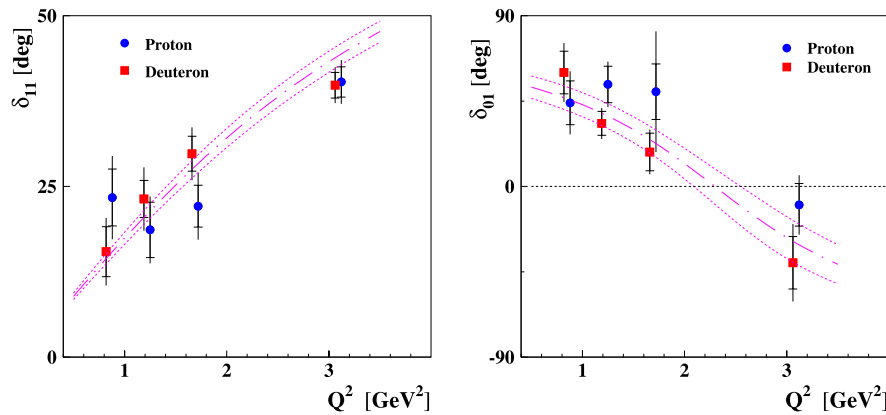 50
25
0
δ₁₁ [deg]
Proton
Deuteron
1
2
3
Q² [GeV²]
90
0
-90
δ₀₁ [deg]
Proton
Deuteron
1
2
3
Q² [GeV²]